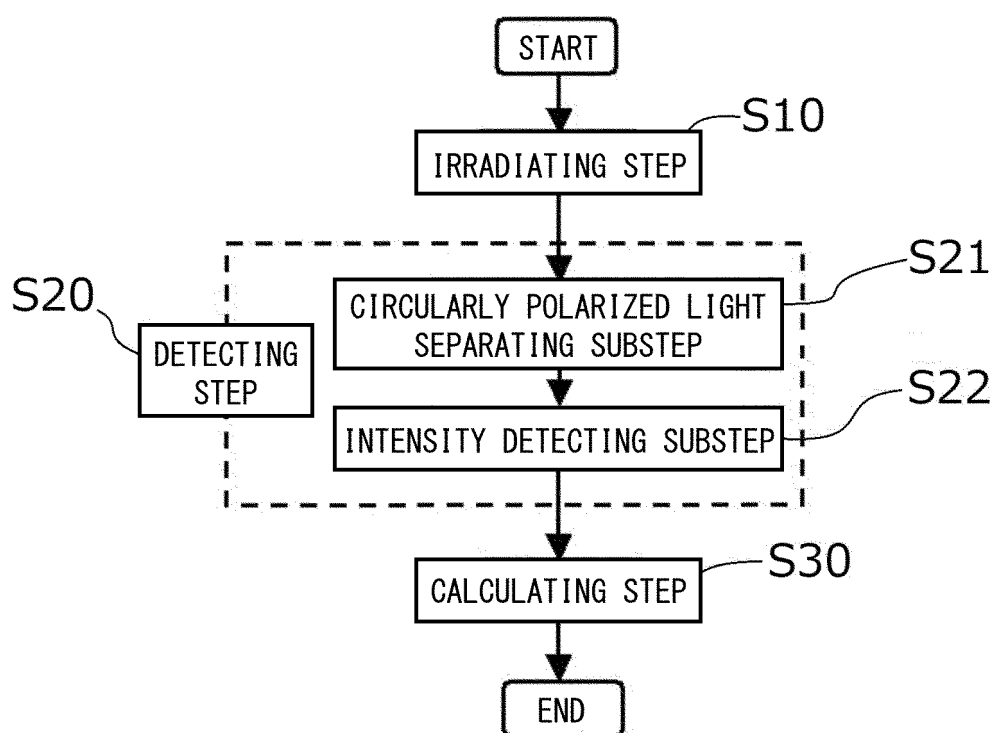 START
S10
IRRADIATING STEP
S21
S20
CIRCULARLY POLARIZED LIGHT
SEPARATING SUBSTEP
DETECTING
STEP
S22
INTENSITY DETECTING SUBSTEP
S30
CALCULATING STEP
END